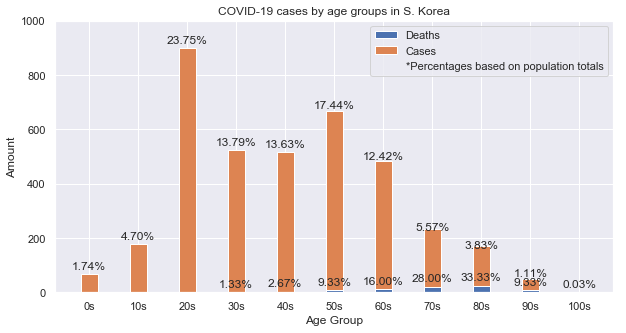 COVID-19 cases by age groups in S. Korea
Deaths
Cases
*Percentages based on population totals
Amount
1000
800
600
400
200
0
1.74%
4.70%
23.75%
13.79%
13.63%
17.44%
12.42%
5.57%
3.83%
1.11%
0.03%
1.33%
2.67%
9.33%
16.00%
28.00%
33.33%
9.33%
0s
10s
20s
30s
40s
50s
60s
70s
80s
90s
100s
Age Group